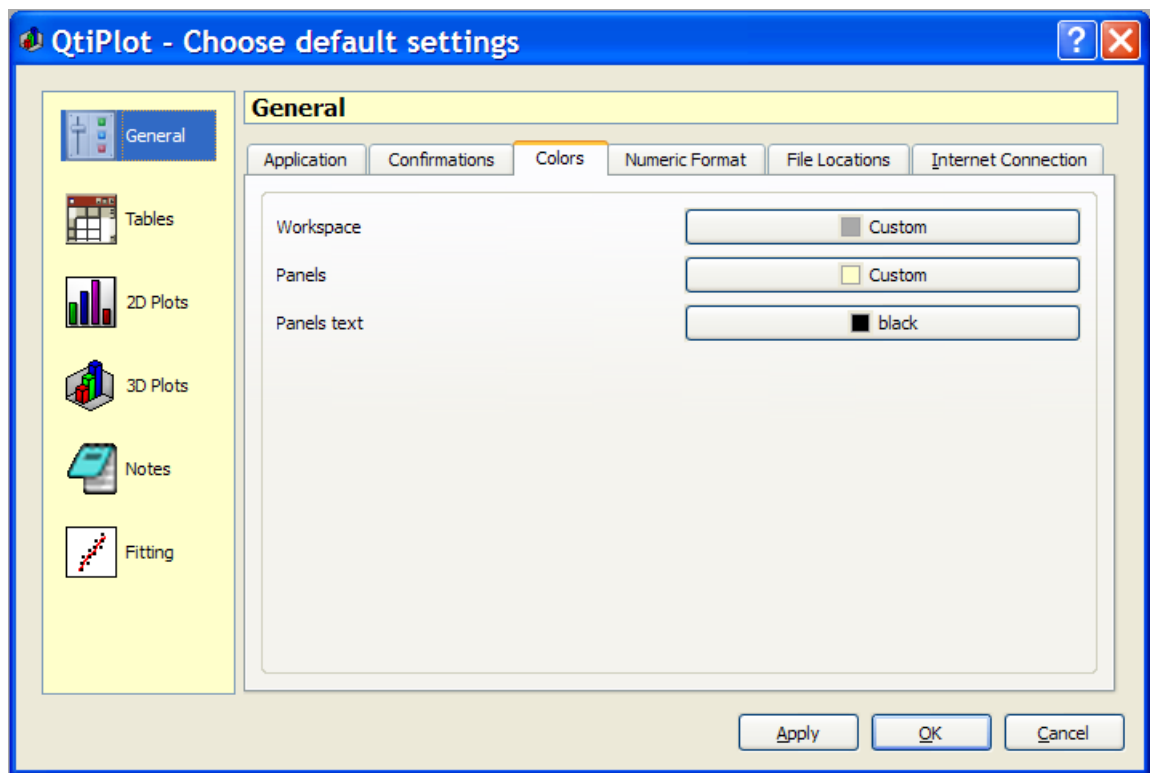 QtiPlot - Choose default settings
General
Tables
2D Plots
3D Plots
Notes
Fitting
General
Application Confirmations Colors Numeric Format File Locations Internet Connection
Workspace Custom
Panels Custom
Panels text black
Apply OK Cancel